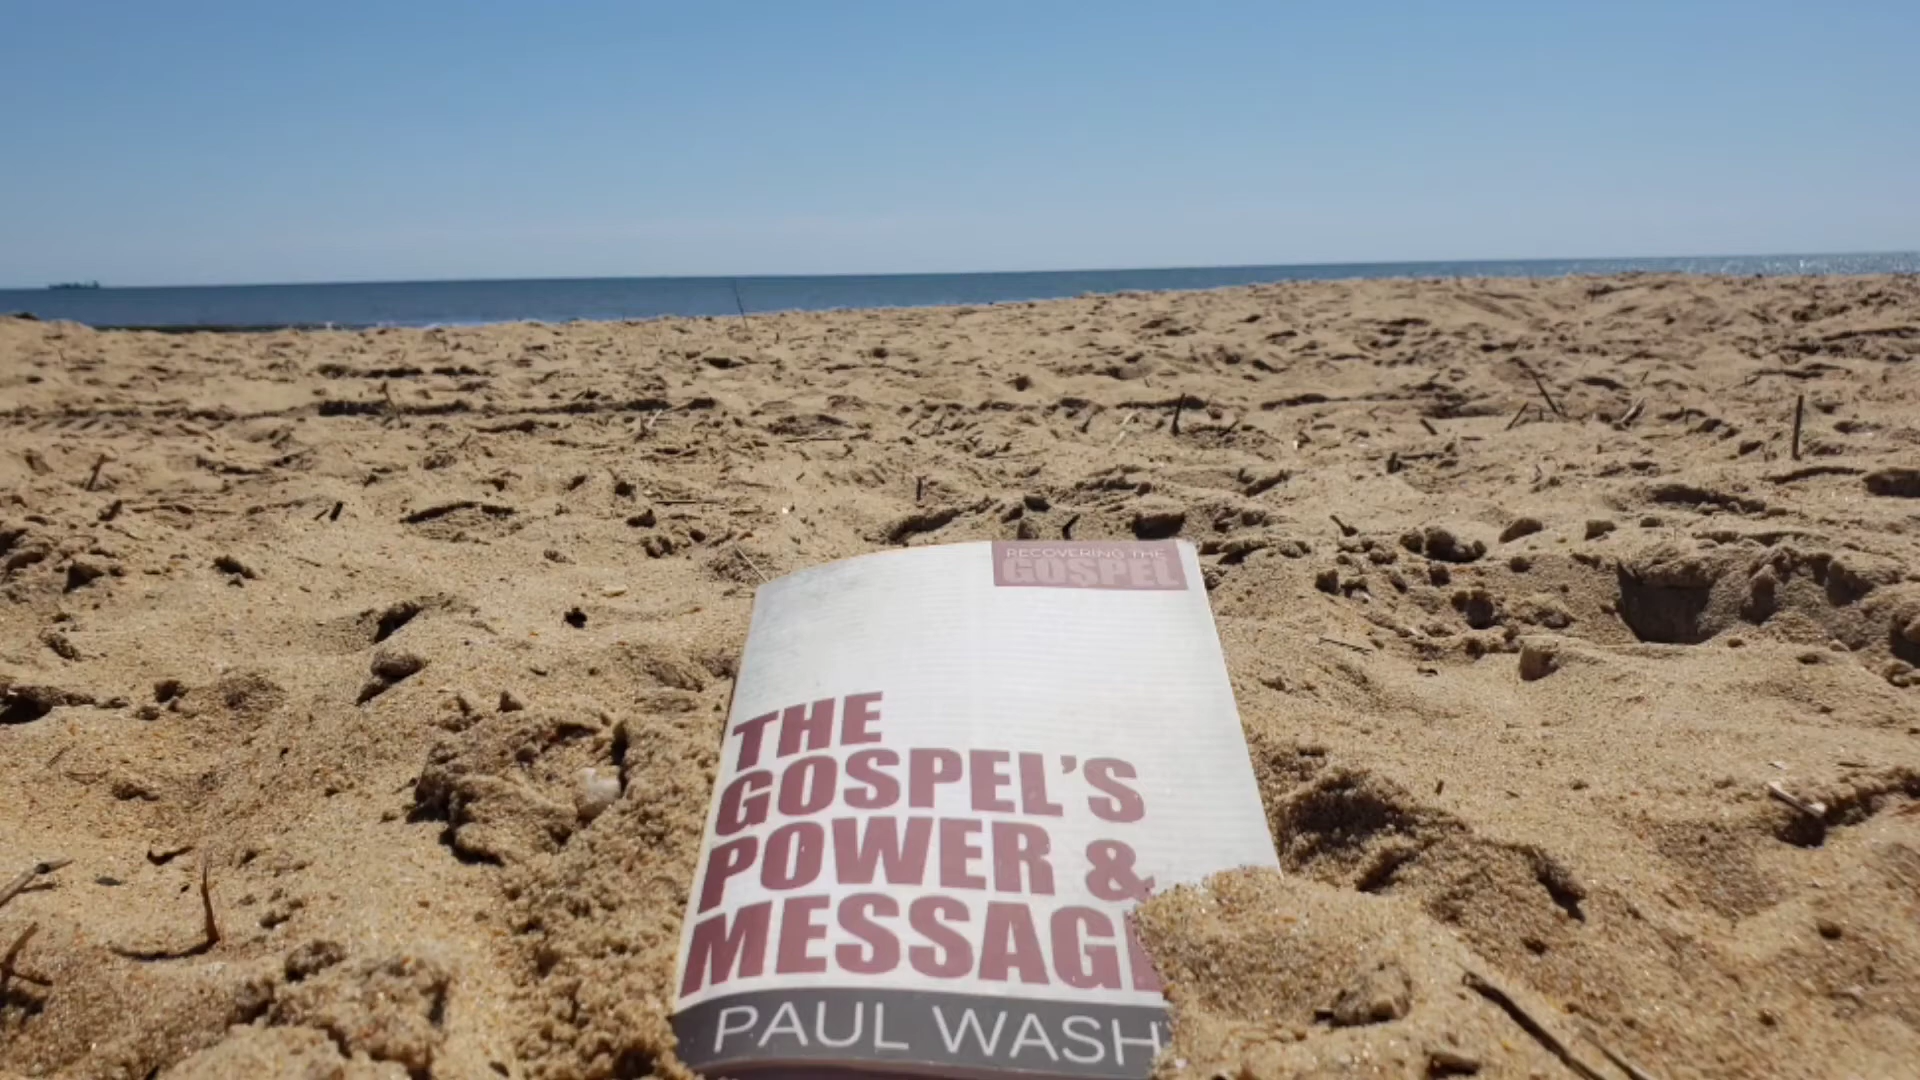 RECOVERING THE
GOSPEL
THE
GOSPEL'S
POWER &
MESSAG
PAUL WASH